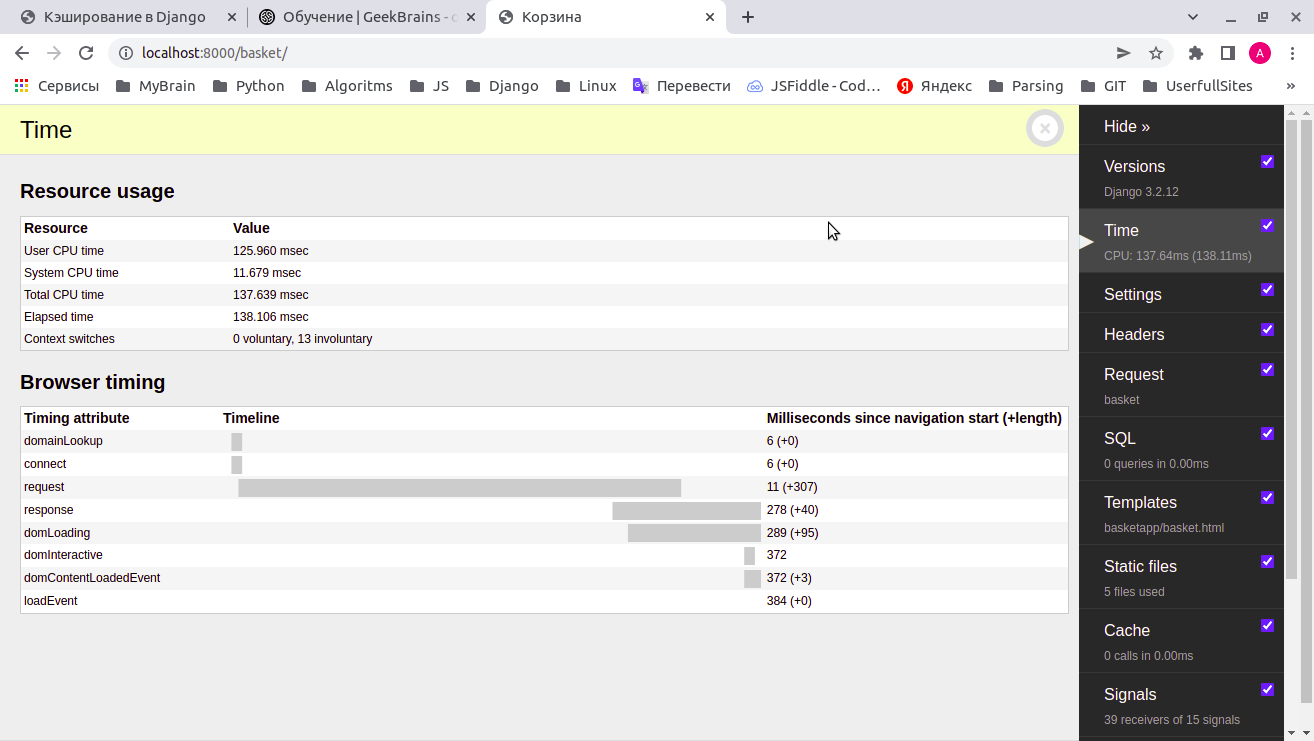 Кэширование в Django
Обучение | GeekBrains -
Корзина
localhost:8000/basket/
A
Сервисы MyBrain Python Algoritms JS Django Linux Перевести JSFiddle - Cod… Яндекс Parsing GIT UserfullSites »
Time
Resource usage
Resource Value
User CPU time 125.960 msec
System CPU time 11.679 msec
Total CPU time 137.639 msec
Elapsed time 138.106 msec
Context switches 0 voluntary, 13 involuntary
Browser timing
Timing attribute Timeline Milliseconds since navigation start (+length)
domainLookup 6 (+0)
connect 6 (+0)
request 11 (+307)
response 278 (+40)
domLoading 289 (+95)
domInteractive 372
domContentLoadedEvent 372 (+3)
loadEvent 384 (+0)
Hide »
Versions
Django 3.2.12
Time
CPU: 137.64ms (138.11ms)
Settings
Headers
Request
basket
SQL
0 queries in 0.00ms
Templates
basketapp/basket.html
Static files
5 files used
Cache
0 calls in 0.00ms
Signals
39 receivers of 15 signals